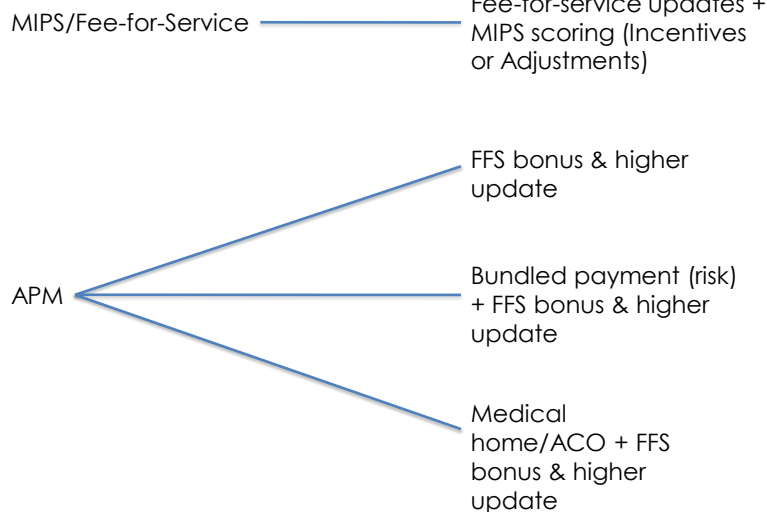 MIPS/Fee-for-Service
Fee-for-service updates +
MIPS scoring (Incentives
or Adjustments)
FFS bonus & higher
update
APM
Bundled payment (risk)
+ FFS bonus & higher
update
Medical
home/ACO + FFS
bonus & higher
update